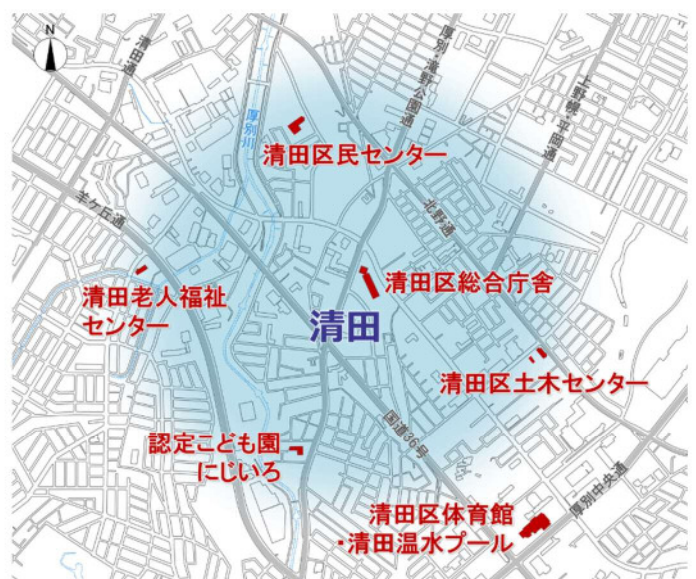 N
清田通
厚別・滝野公園通
上野幌・平岡通
厚別川
清田区民センター
羊ケ丘通
北野通
清田老人福祉
センター
清田区総合庁舎
清田
清田区土木センター
認定こども園
にじいろ
国道36号
清田区体育館
・清田温水プール
厚別中央通